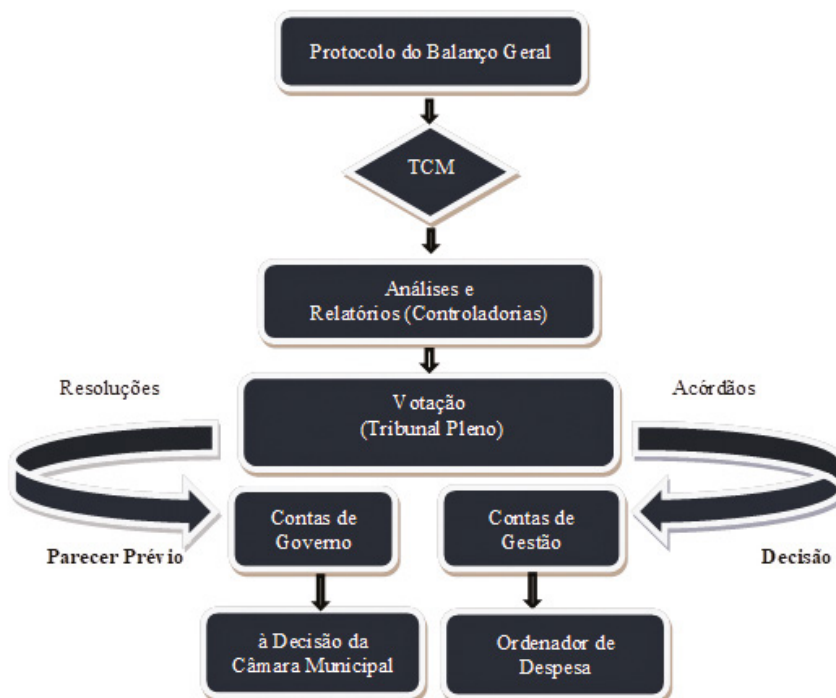 Protocolo do Balanço Geral
TCM
Análises e
Relatórios (Controladorias)
Resoluções
Votação
(Tribunal Pleno)
Acórdãos
Contas de
Governo
Contas de
Gestão
Parecer Prévio
Decisão
à Decisão da
Câmara Municipal
Ordenador de
Despesa